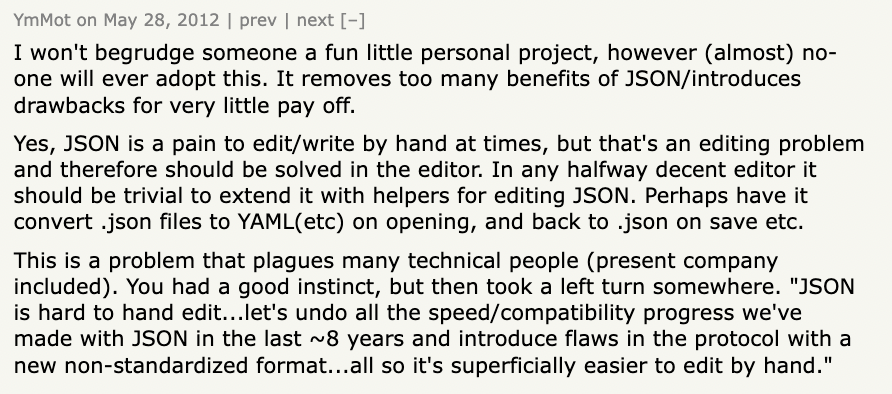 YmMot on May 28, 2012 | prev | next [–]
I won't begrudge someone a fun little personal project, however (almost) no-
one will ever adopt this. It removes too many benefits of JSON/introduces
drawbacks for very little pay off.
Yes, JSON is a pain to edit/write by hand at times, but that's an editing problem
and therefore should be solved in the editor. In any halfway decent editor it
should be trivial to extend it with helpers for editing JSON. Perhaps have it
convert .json files to YAML(etc) on opening, and back to .json on save etc.
This is a problem that plagues many technical people (present company
included). You had a good instinct, but then took a left turn somewhere. "JSON
is hard to hand edit...let's undo all the speed/compatibility progress we've
made with JSON in the last ~8 years and introduce flaws in the protocol with a
new non-standardized format...all so it's superficially easier to edit by hand."